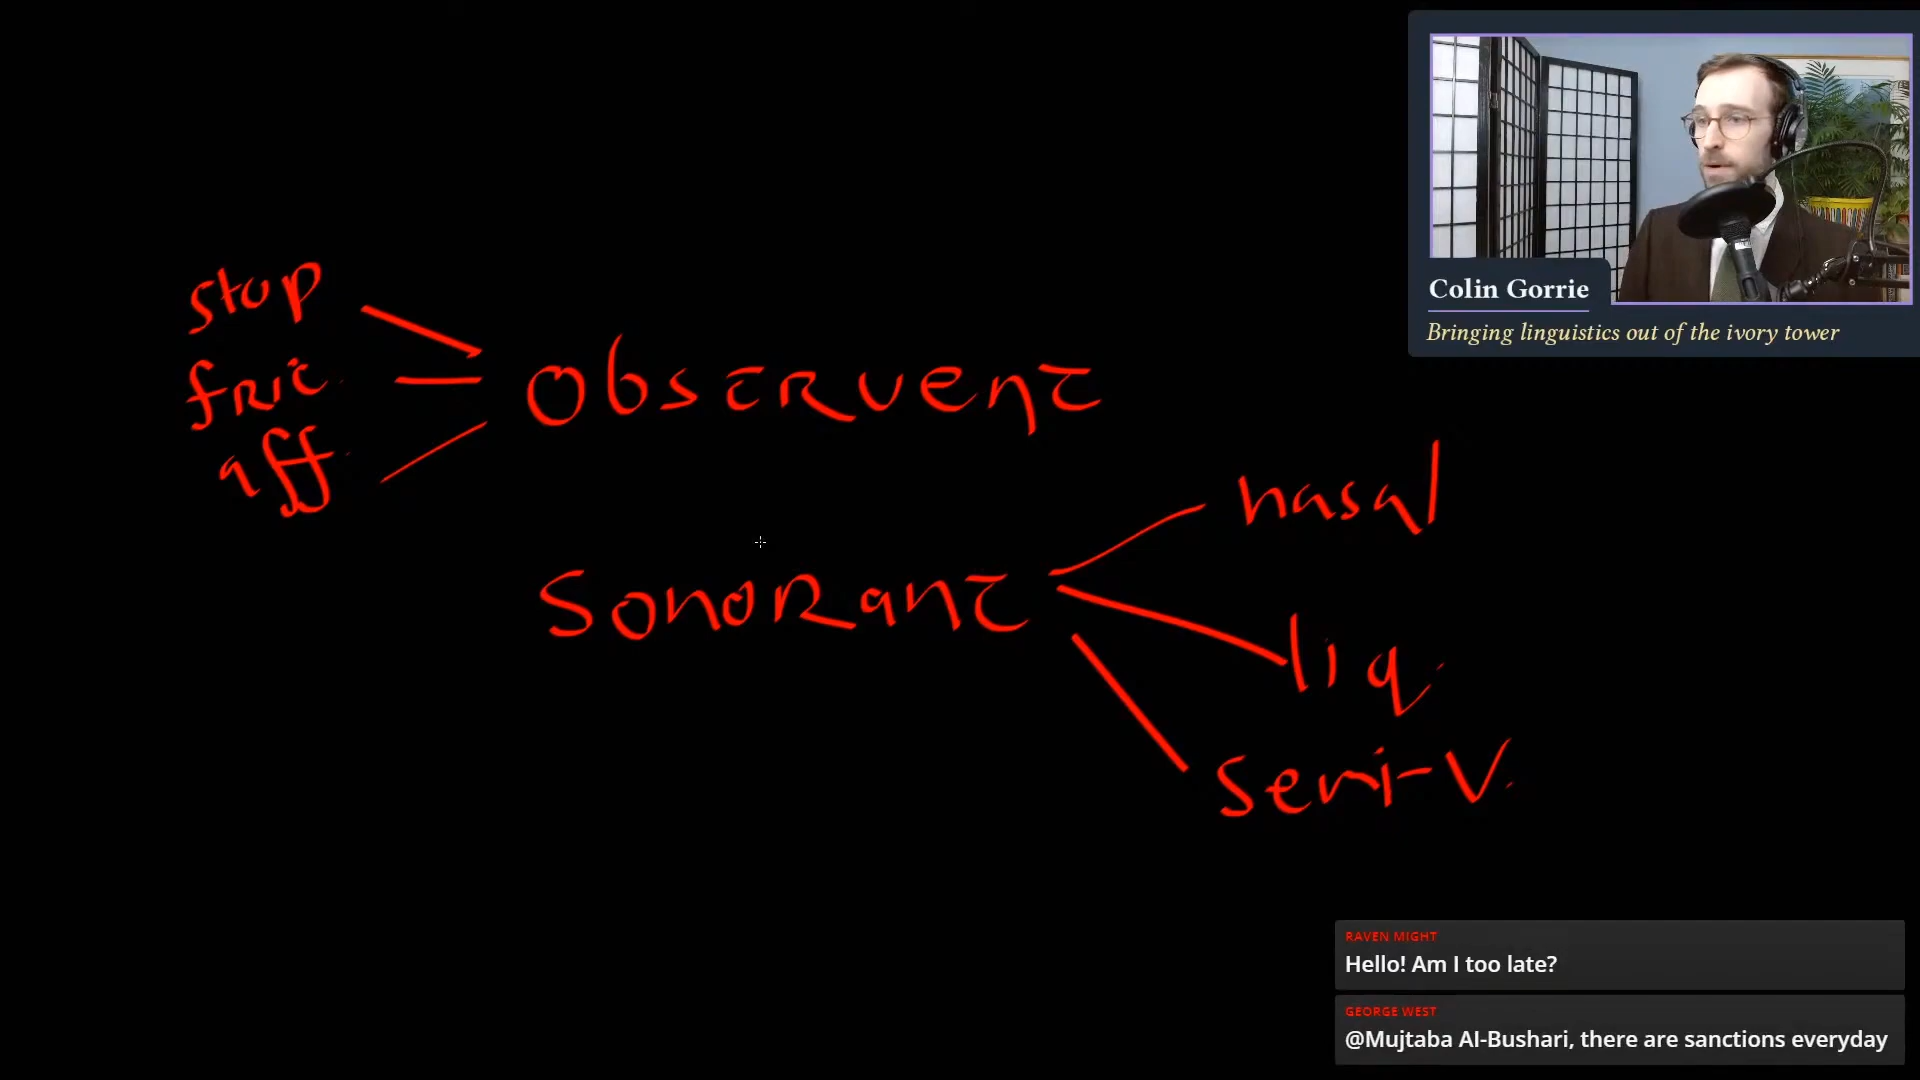 stop
fric.
aff.
Obstruent
Sonorant
nasal
liq.
Semi-V.
Colin Gorrie
Bringing linguistics out of the ivory tower
RAVEN MIGHT
Hello! Am I too late?
GEORGE WEST
@Mujtaba Al-Bushari, there are sanctions everyday